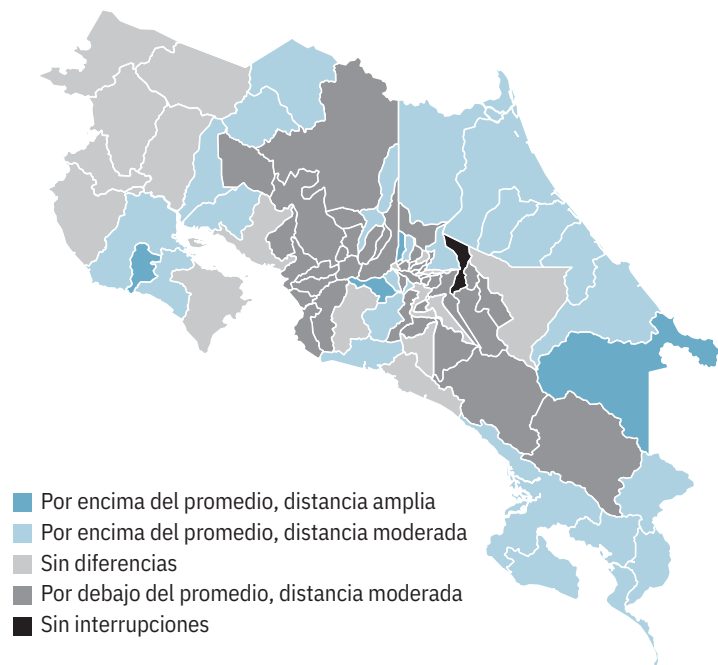 Por encima del promedio, distancia amplia
Por encima del promedio, distancia moderada
Sin diferencias
Por debajo del promedio, distancia moderada
Sin interrupciones